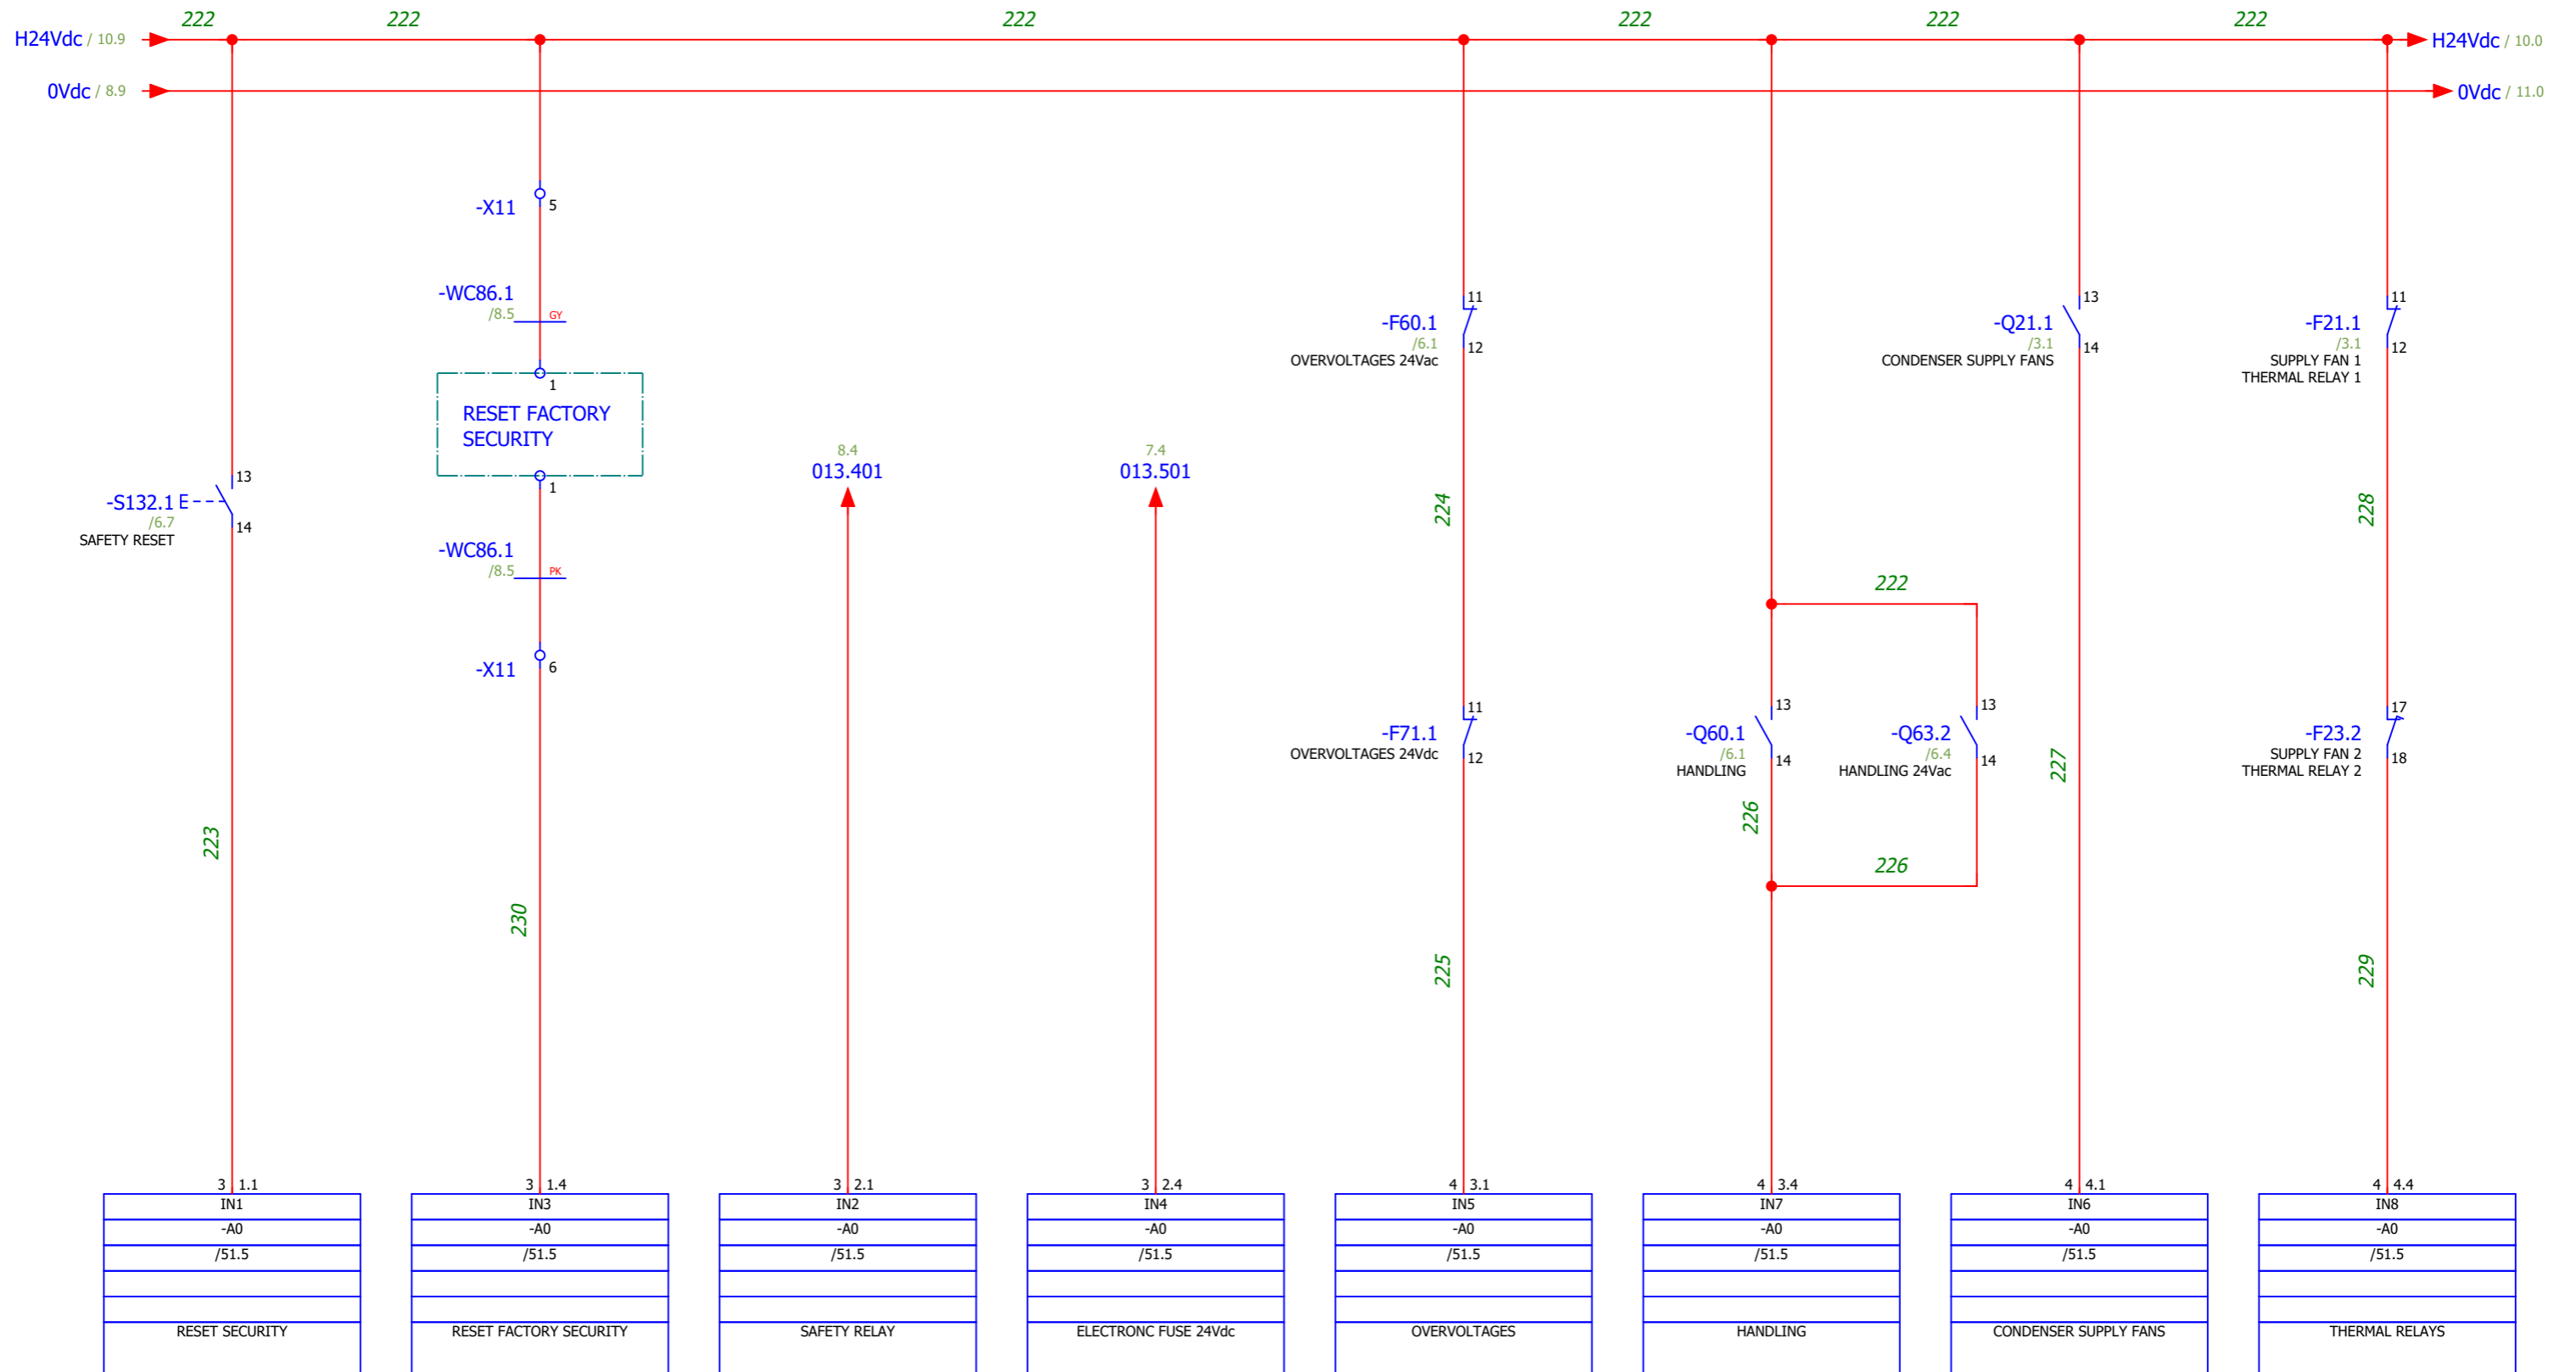 222 222 222 222 222 222
H24Vdc / 10.9
H24Vdc / 10.0
0Vdc / 8.9
0Vdc / 11.0
-X11
5
-WC86.1
/8.5
GY
1
RESET FACTORY
SECURITY
1
-WC86.1
/8.5
PK
-X11
6
230
13
-S132.1
/6.7
14
SAFETY RESET
223
8.4
013.401
7.4
013.501
11
-F60.1
/6.1
12
OVERVOLTAGES 24Vac
224
11
-F71.1
12
OVERVOLTAGES 24Vdc
225
222
13
-Q60.1
/6.1
14
HANDLING
226
13
-Q63.2
/6.4
14
HANDLING 24Vac
226
13
-Q21.1
/3.1
14
CONDENSER SUPPLY FANS
227
11
-F21.1
/3.1
12
SUPPLY FAN 1
THERMAL RELAY 1
228
17
-F23.2
18
SUPPLY FAN 2
THERMAL RELAY 2
229
3 1.1
IN1
-A0
/51.5
RESET SECURITY
3 1.4
IN3
-A0
/51.5
RESET FACTORY SECURITY
3 2.1
IN2
-A0
/51.5
SAFETY RELAY
3 2.4
IN4
-A0
/51.5
ELECTRONC FUSE 24Vdc
4 3.1
IN5
-A0
/51.5
OVERVOLTAGES
4 3.4
IN7
-A0
/51.5
HANDLING
4 4.1
IN6
-A0
/51.5
CONDENSER SUPPLY FANS
4 4.4
IN8
-A0
/51.5
THERMAL RELAYS